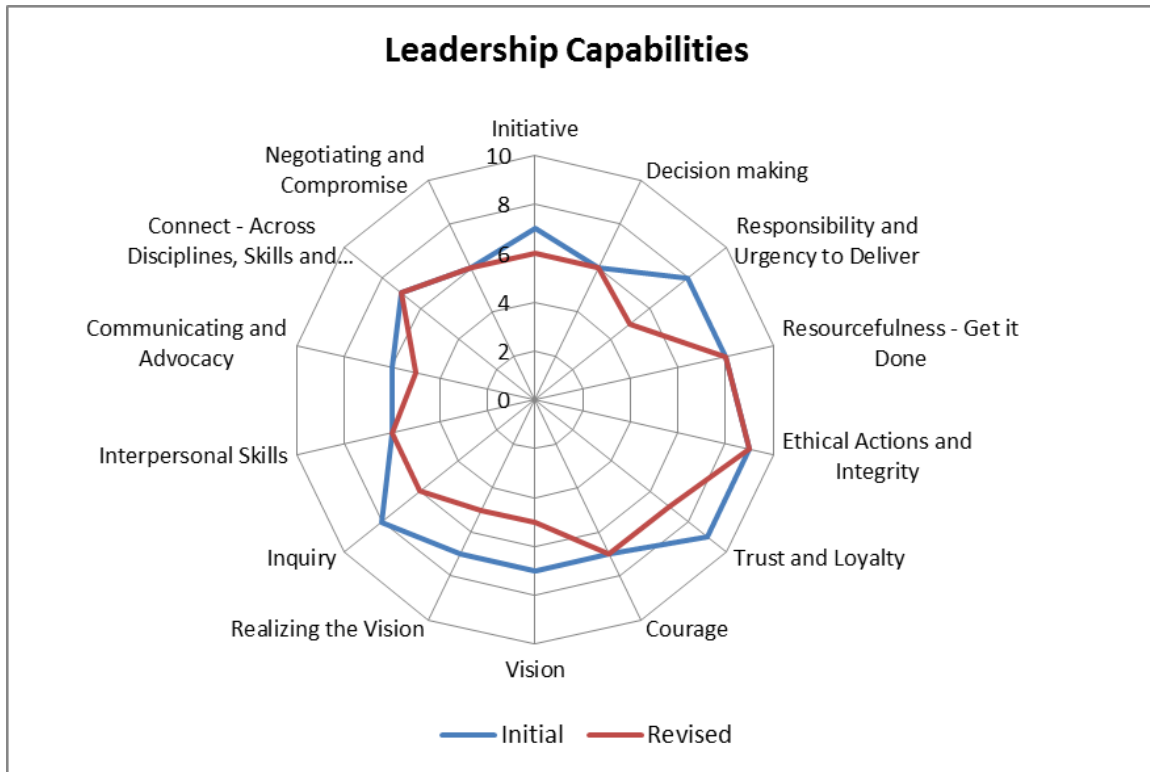 Leadership Capabilities
Initiative
Decision making
Responsibility and
Urgency to Deliver
Resourcefulness - Get it
Done
Ethical Actions and
Integrity
Trust and Loyalty
Courage
Vision
Realizing the Vision
Inquiry
Interpersonal Skills
Communicating and
Advocacy
Connect - Across
Disciplines, Skills and...
Negotiating and
Compromise
10
8
6
4
2
0
Initial
Revised